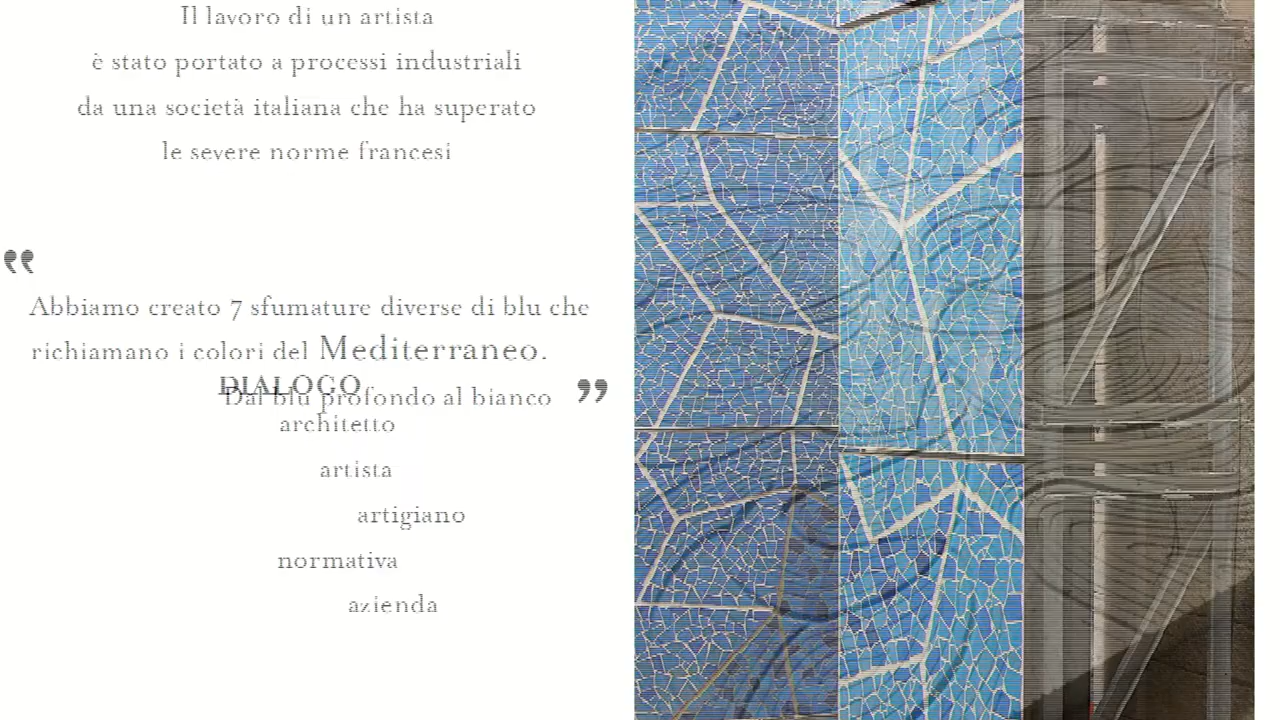 Il lavoro di un artista
è stato portato a processi industriali
da una società italiana che ha superato
le severe norme francesi
"
Abbiamo creato 7 sfumature diverse di blu che
richiamano i colori del Mediterraneo.
DIALOGO
Dal blu profondo al bianco "
architetto
artista
artigiano
normativa
azienda